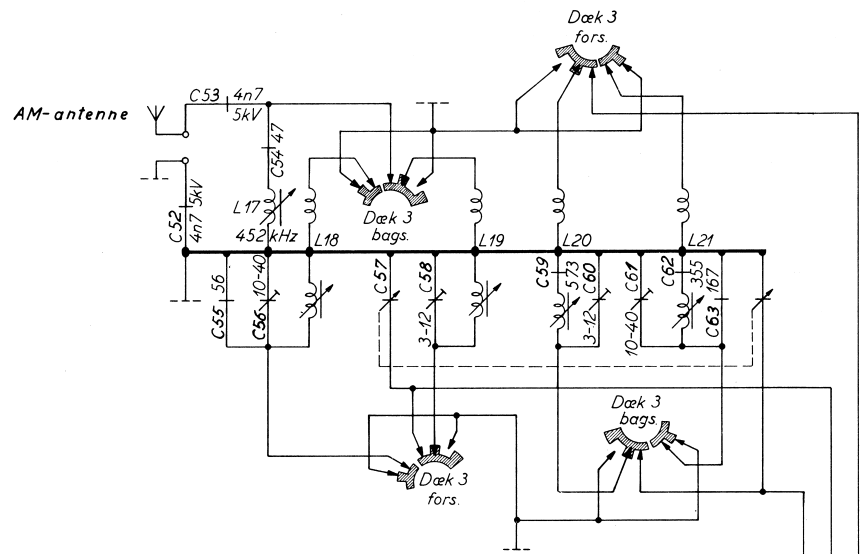 Dæk 3
fors.
AM-antenne
C53
4n7
5kV
C54 47
L17
452 kHz
C52
4n7 5kV
Dæk 3
bags.
L18
L19
L20
L21
C55
56
C56
10-40
C57
C58
3-12
C59
573
C60
3-12
C61
10-40
C62
355
C63
167
Dæk 3
fors.
Dæk 3
bags.